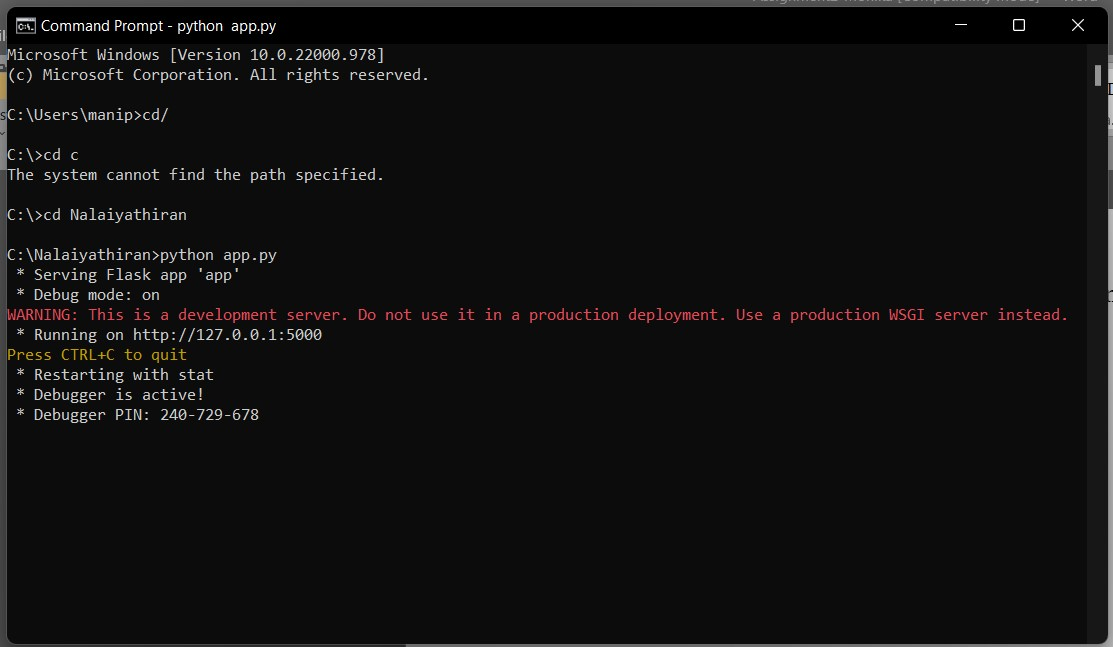 Command Prompt - python  app.py
Microsoft Windows [Version 10.0.22000.978]
(c) Microsoft Corporation. All rights reserved.
C:\Users\manip>cd/
C:\>cd c
The system cannot find the path specified.
C:\>cd Nalaiyathiran
C:\Nalaiyathiran>python app.py
 * Serving Flask app 'app'
 * Debug mode: on
WARNING: This is a development server. Do not use it in a production deployment. Use a production WSGI server instead.
 * Running on http://127.0.0.1:5000
Press CTRL+C to quit
 * Restarting with stat
 * Debugger is active!
 * Debugger PIN: 240-729-678